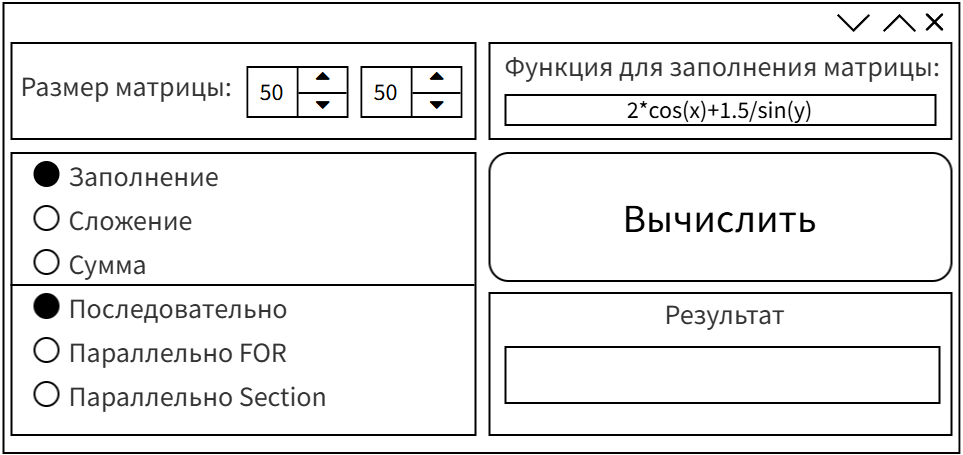 Размер матрицы: 50 50
Функция для заполнения матрицы:
2*cos(x)+1.5/sin(y)
Заполнение
Сложение
Сумма
Последовательно
Параллельно FOR
Параллельно Section
Вычислить
Результат